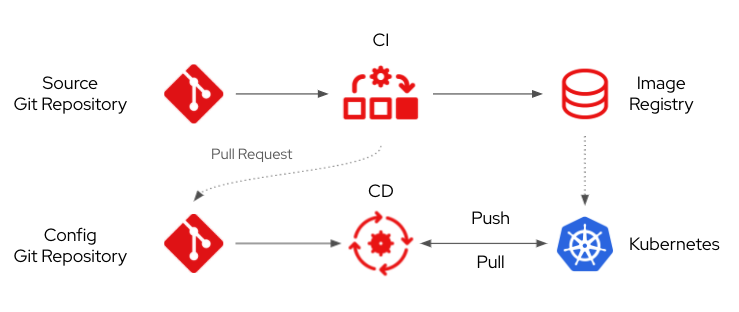 CI
Source
Git Repository
Image
Registry
Pull Request
CD
Config
Git Repository
Push
Pull
Kubernetes